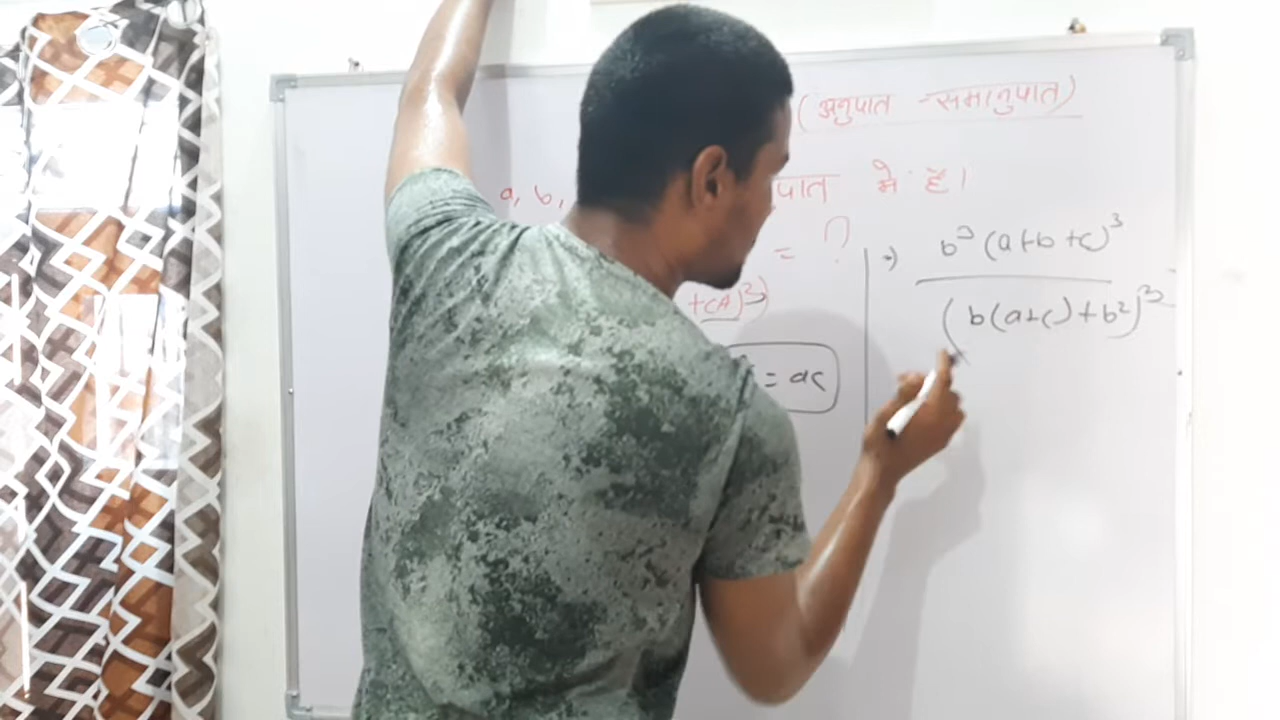 (अनुपात - समानुपात)
a, b, पात मे है।
= ?
+cA)³)
= ac
⇒ b³ (a+b+c)³
(b(a+c)+b²)³